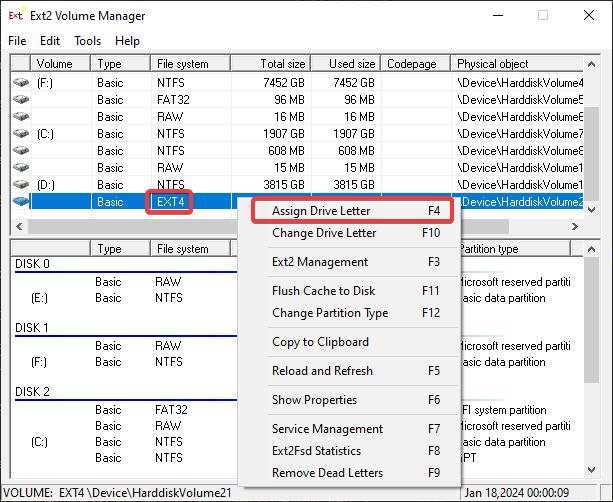 Ext2 Ext2 Volume Manager
File Edit Tools Help
Volume Type File system Total size Used size Codepage Physical object
(F:) Basic NTFS 7452 GB 7452 GB \Device\HarddiskVolume4
Basic FAT32 96 MB 96 MB \Device\HarddiskVolume5
Basic RAW 16 MB 16 MB \Device\HarddiskVolume6
(C:) Basic NTFS 1907 GB 1907 GB \Device\HarddiskVolume7
Basic NTFS 608 MB 608 MB \Device\HarddiskVolume
Basic RAW 15 MB 15 MB \Device\HarddiskVolume1
(D:) Basic NTFS 3815 GB 3815 GB \Device\HarddiskVolume1
Basic EXT4 \Device\HarddiskVolume2
Assign Drive Letter F4
Change Drive Letter F10
Ext2 Management F3
Flush Cache to Disk F11
Change Partition Type F12
Copy to Clipboard
Reload and Refresh F5
Show Properties F6
Service Management F7
Ext2Fsd Statistics F8
Remove Dead Letters F9
Type File system Partition type
DISK 0
Basic RAW Microsoft reserved partiti
(E:) Basic NTFS Basic data partition
DISK 1
Basic RAW Microsoft reserved partiti
(F:) Basic NTFS Basic data partition
DISK 2
Basic FAT32 EFI system partition
Basic RAW Microsoft reserved partiti
(C:) Basic NTFS Basic data partition
Basic NTFS GPT
VOLUME: EXT4 \Device\HarddiskVolume21 Jan 18,2024 00:00:09